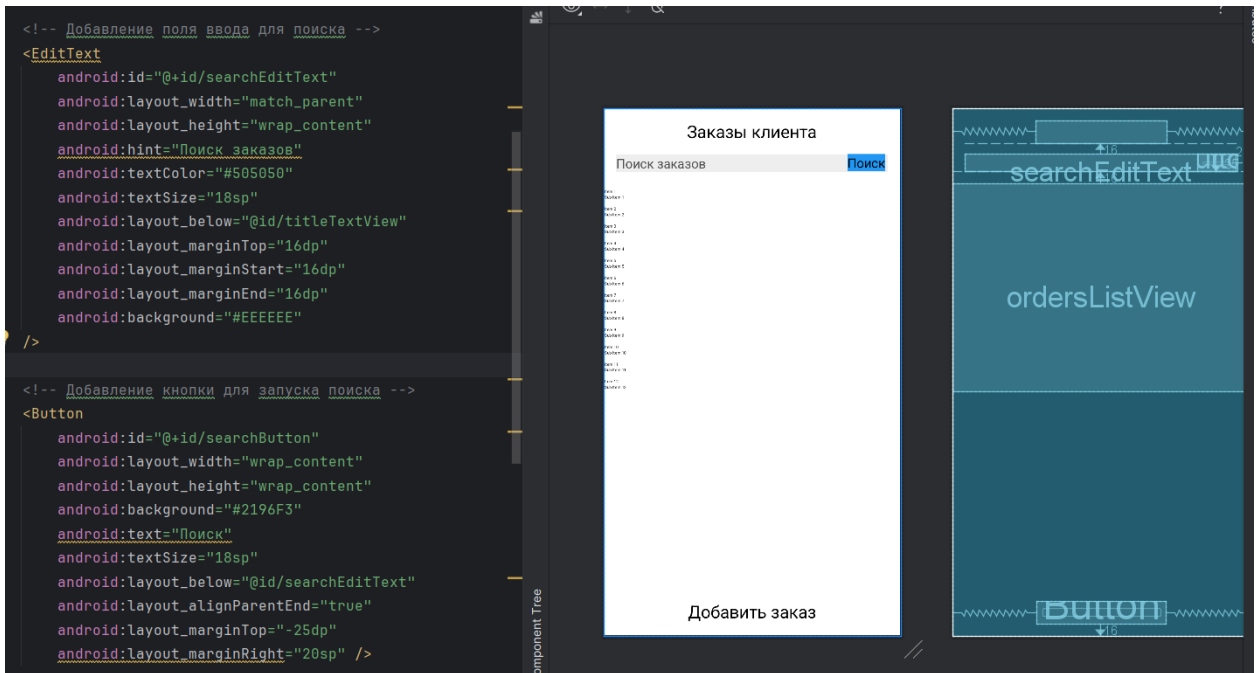 <!-- Добавление поля ввода для поиска -->
<EditText
android:id="@+id/searchEditText"
android:layout_width="match_parent"
android:layout_height="wrap_content"
android:hint="Поиск заказов"
android:textColor="#505050"
android:textSize="18sp"
android:layout_below="@id/titleTextView"
android:layout_marginTop="16dp"
android:layout_marginStart="16dp"
android:layout_marginEnd="16dp"
android:background="#EEEEEE"
/>
<!-- Добавление кнопки для запуска поиска -->
<Button
android:id="@+id/searchButton"
android:layout_width="wrap_content"
android:layout_height="wrap_content"
android:background="#2196F3"
android:text="Поиск"
android:textSize="18sp"
android:layout_below="@id/searchEditText"
android:layout_alignParentEnd="true"
android:layout_marginTop="-25dp"
android:layout_marginRight="20sp" />
Заказы клиента
Поиск заказов Поиск
Добавить заказ
16
searchEditText
ordersListView
Button
16